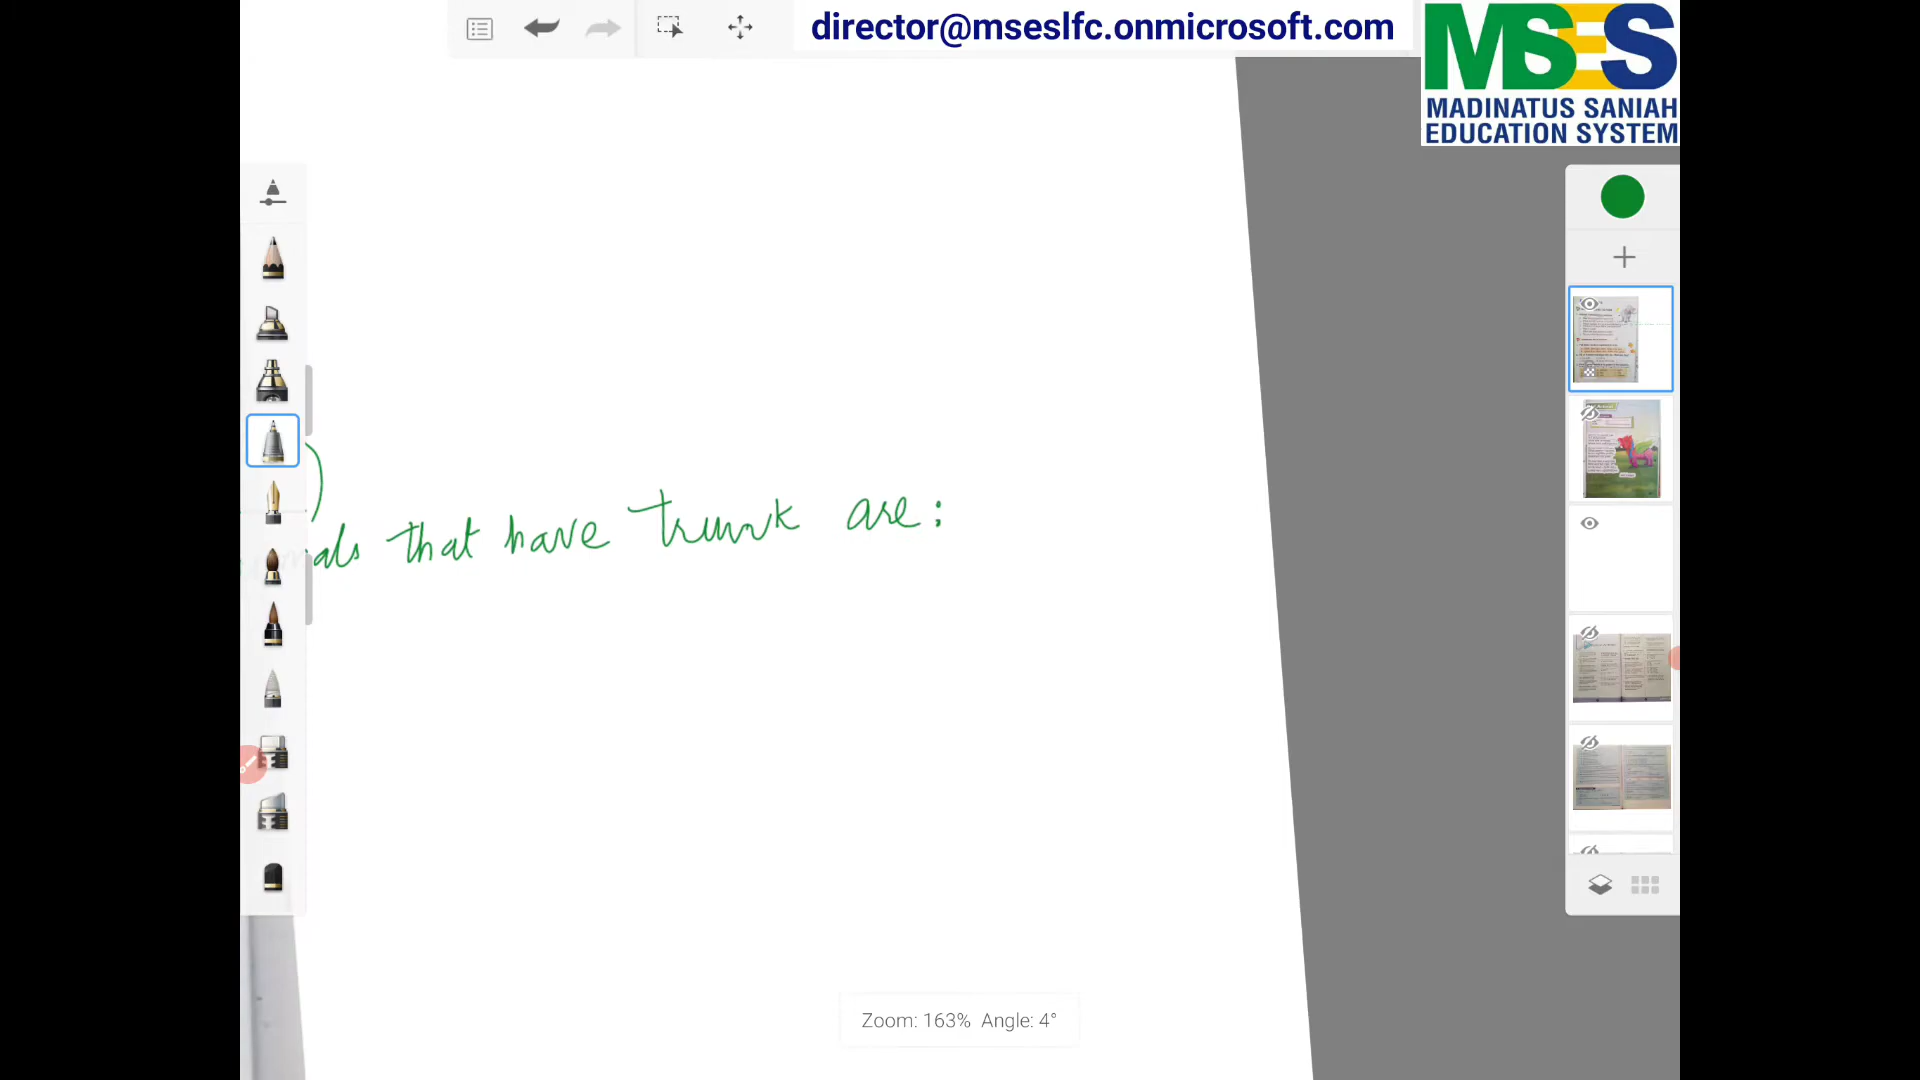 director@mseslfc.onmicrosoft.com
MSES
MADINATUS SANIAH
EDUCATION SYSTEM
als that have trunk are:
Zoom: 163% Angle: 4°